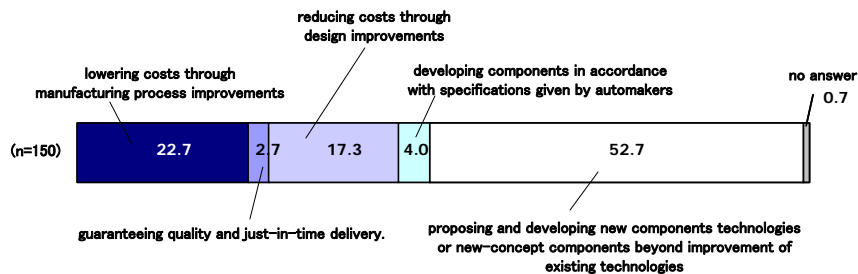 reducing costs through
design improvements
lowering costs through
manufacturing process improvements
developing components in accordance
with specifications given by automakers
no answer
0.7
(n=150)
22.7
2.7
17.3
4.0
52.7
guaranteeing quality and just-in-time delivery.
proposing and developing new components technologies
or new-concept components beyond improvement of
existing technologies